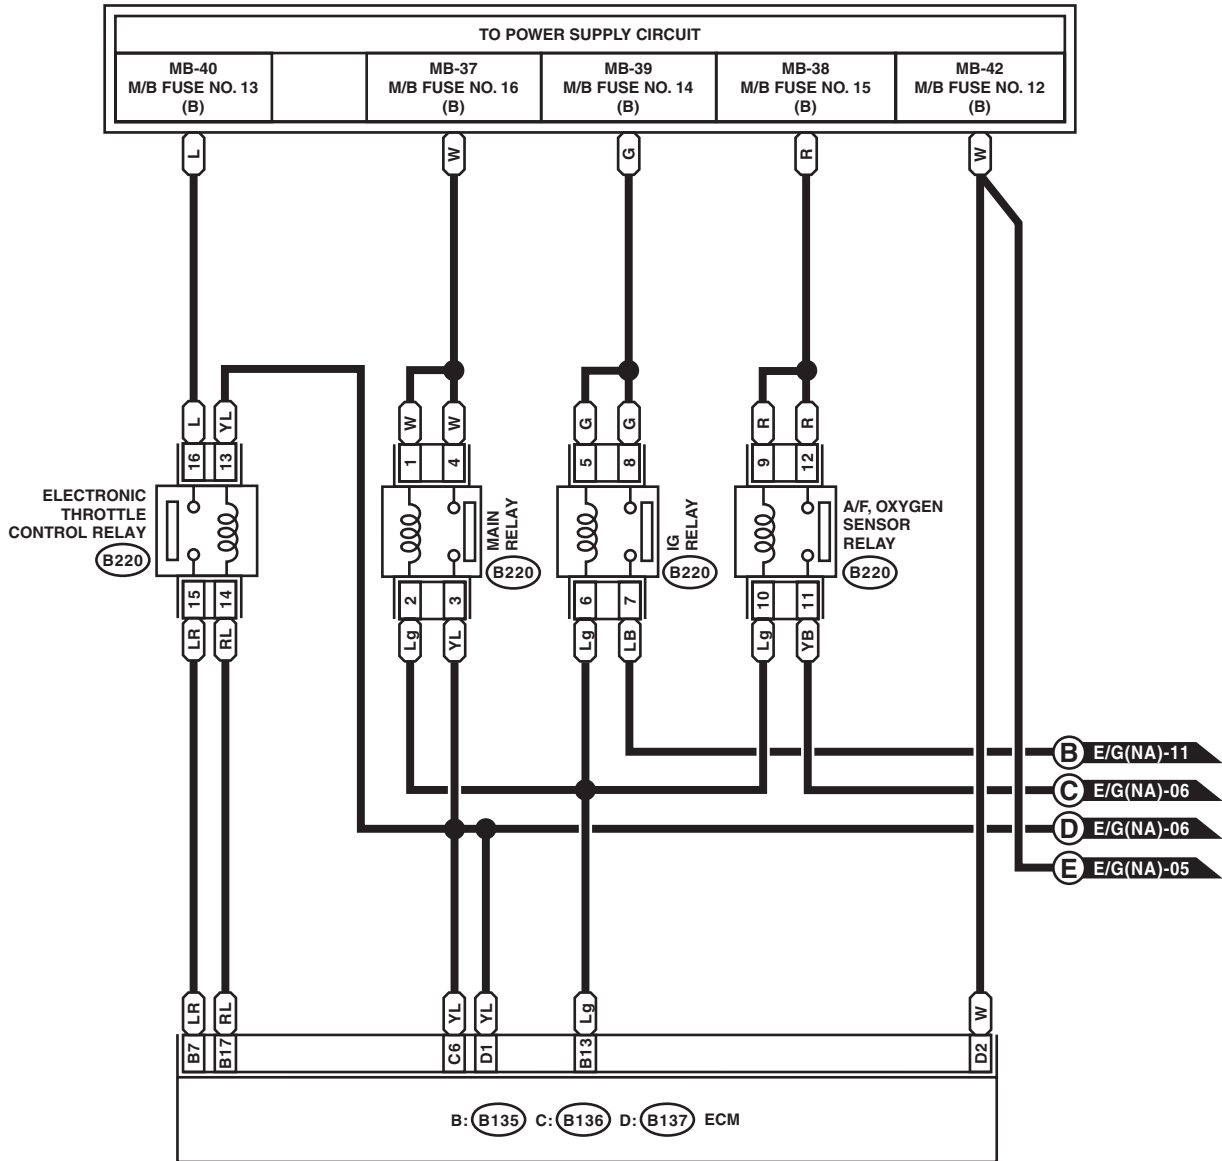 TO POWER SUPPLY CIRCUIT
MB-40
M/B FUSE NO. 13
(B)
MB-37
M/B FUSE NO. 16
(B)
MB-39
M/B FUSE NO. 14
(B)
MB-38
M/B FUSE NO. 15
(B)
MB-42
M/B FUSE NO. 12
(B)
L
W
G
R
W
L
YL
W
W
G
G
R
R
16
13
1
4
5
8
9
12
ELECTRONIC
THROTTLE
CONTROL RELAY
B220
MAIN
RELAY
B220
IG
RELAY
B220
A/F, OXYGEN
SENSOR
RELAY
B220
15
14
2
3
6
7
10
11
LR
RL
Lg
YL
Lg
LB
Lg
YB
B E/G(NA)-11
C E/G(NA)-06
D E/G(NA)-06
E E/G(NA)-05
LR
RL
YL
YL
Lg
W
B7
B17
C6
D1
B13
D2
B: B135 C: B136 D: B137 ECM